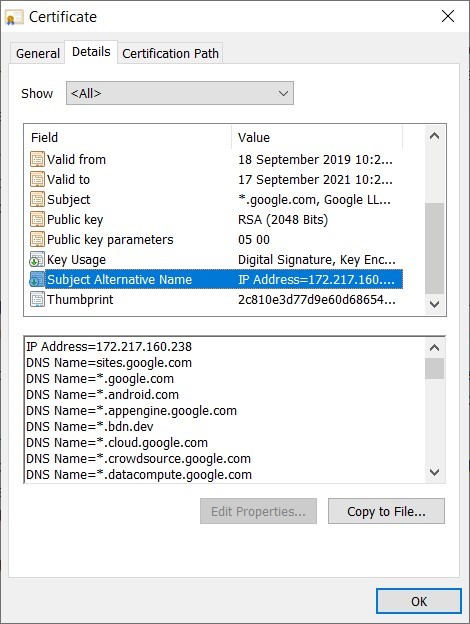 Certificate
General Details Certification Path
Show <All>
Field Value
Valid from 18 September 2019 10:2...
Valid to 17 September 2021 10:2...
Subject *.google.com, Google LL...
Public key RSA (2048 Bits)
Public key parameters 05 00
Key Usage Digital Signature, Key Enc...
Subject Alternative Name IP Address=172.217.160....
Thumbprint 2c810e3d77d9e60d68654...
IP Address=172.217.160.238
DNS Name=sites.google.com
DNS Name=*.google.com
DNS Name=*.android.com
DNS Name=*.appengine.google.com
DNS Name=*.bdn.dev
DNS Name=*.cloud.google.com
DNS Name=*.crowdsource.google.com
DNS Name=*.datacompute.google.com
Edit Properties... Copy to File...
OK